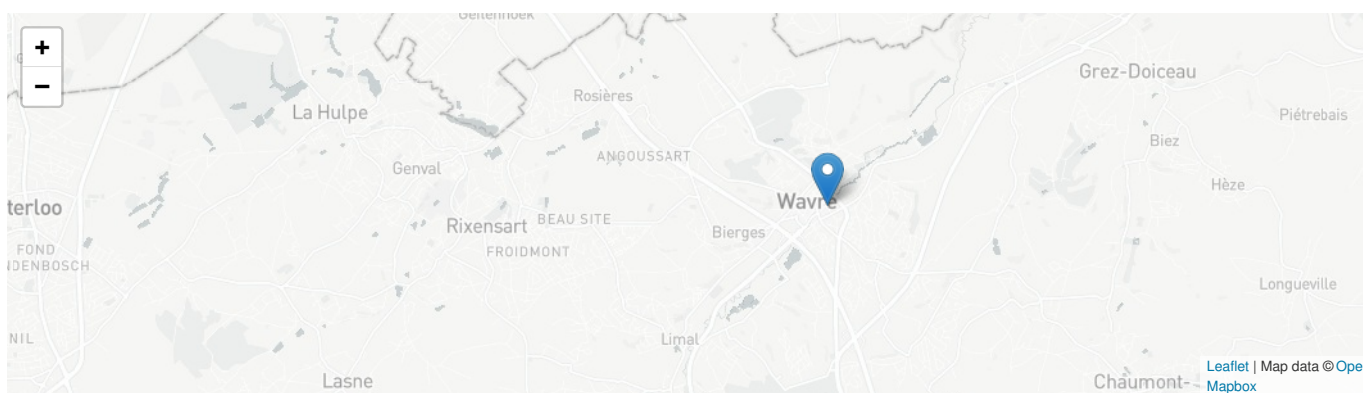 Geitenhoek
+
−
Grez-Doiceau
La Hulpe
Rosières
Piétrebais
Biez
ANGOUSSART
Genval
Hèze
Wavre
terloo
Rixensart
BEAU SITE
Bierges
FOND
NDENBOSCH
FROIDMONT
Longueville
NIL
Limal
Lasne
Chaumont-
Leaflet | Map data © Ope
Mapbox